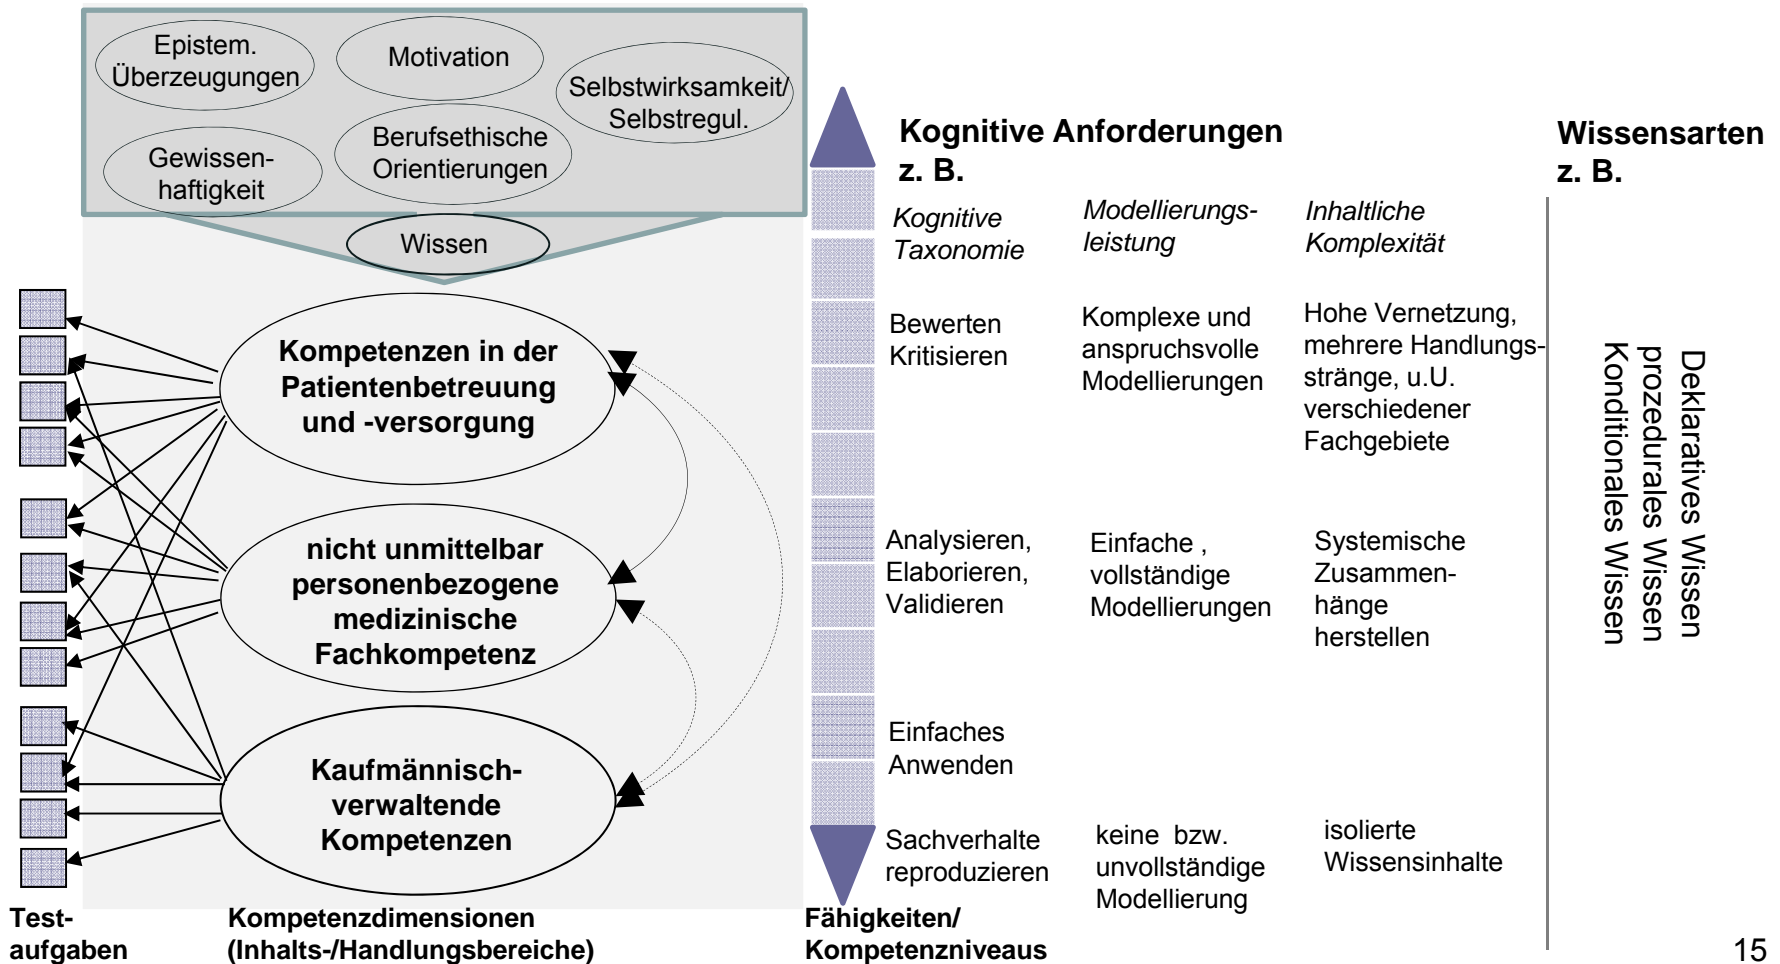 Epistem.
Überzeugungen
Motivation
Selbstwirksamkeit/
Selbstregul.
Gewissen-
haftigkeit
Berufsethische
Orientierungen
Wissen
Kompetenzen in der
Patientenbetreuung
und -versorgung
nicht unmittelbar
personenbezogene
medizinische
Fachkompetenz
Kaufmännisch-
verwaltende
Kompetenzen
Test-
aufgaben
Kompetenzdimensionen
(Inhalts-/Handlungsbereiche)
Fähigkeiten/
Kompetenzniveaus
Kognitive Anforderungen
z. B.
Kognitive
Taxonomie
Modellierungs-
leistung
Inhaltliche
Komplexität
Bewerten
Kritisieren
Komplexe und
anspruchsvolle
Modellierungen
Hohe Vernetzung,
mehrere Handlungs-
stränge, u.U.
verschiedener
Fachgebiete
Analysieren,
Elaborieren,
Validieren
Einfache ,
vollständige
Modellierungen
Systemische
Zusammen-
hänge
herstellen
Einfaches
Anwenden
Sachverhalte
reproduzieren
keine bzw.
unvollständige
Modellierung
isolierte
Wissensinhalte
Wissensarten
z. B.
Deklaratives Wissen
prozedurales Wissen
Konditionales Wissen
15